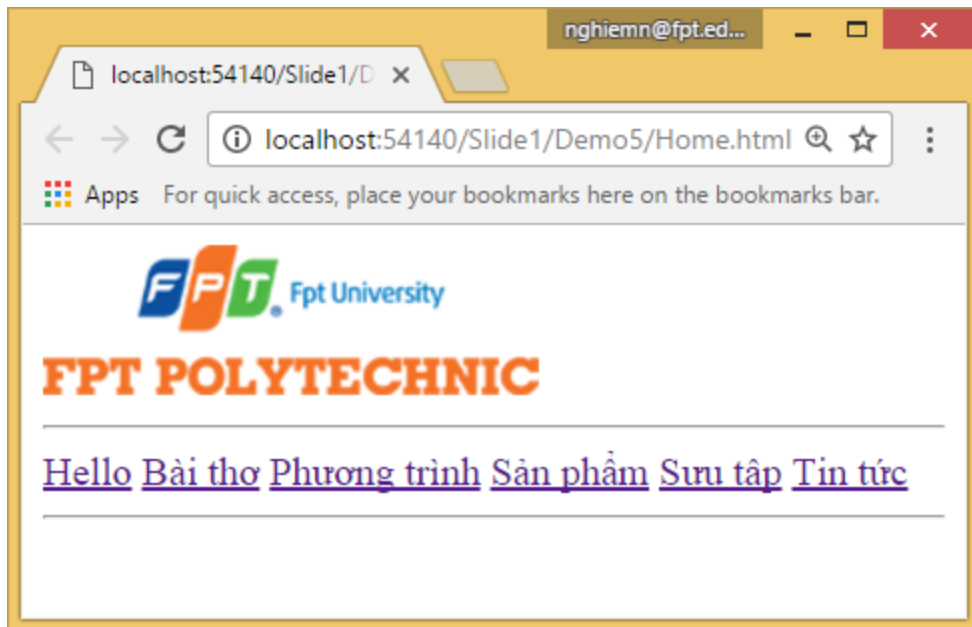 nghiemn@fpt.ed...
localhost:54140/Slide1/D
localhost:54140/Slide1/Demo5/Home.html
Apps For quick access, place your bookmarks here on the bookmarks bar.
FPT Fpt University
FPT POLYTECHNIC
Hello Bài thơ Phương trình Sản phẩm Sưu tập Tin tức